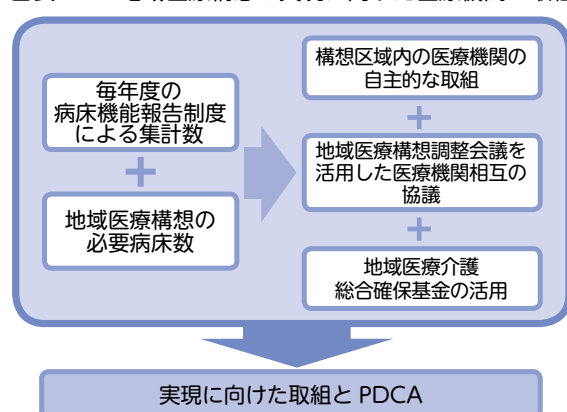 毎年度の
病床機能報告制度
による集計数
+
地域医療構想の
必要病床数
構想区域内の医療機関の
自主的な取組
+
地域医療構想調整会議を
活用した医療機関相互の
協議
+
地域医療介護
総合確保基金の活用
実現に向けた取組と PDCA